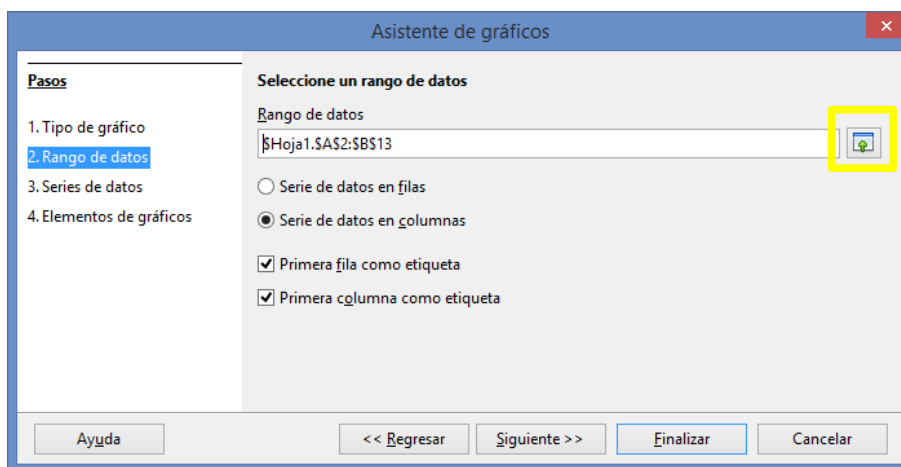 Asistente de gráficos
Pasos
1. Tipo de gráfico
2. Rango de datos
3. Series de datos
4. Elementos de gráficos
Seleccione un rango de datos
Rango de datos
$Hoja1.$A$2:$B$13
Serie de datos en filas
Serie de datos en columnas
Primera fila como etiqueta
Primera columna como etiqueta
Ayuda
<< Regresar
Siguiente >>
Finalizar
Cancelar